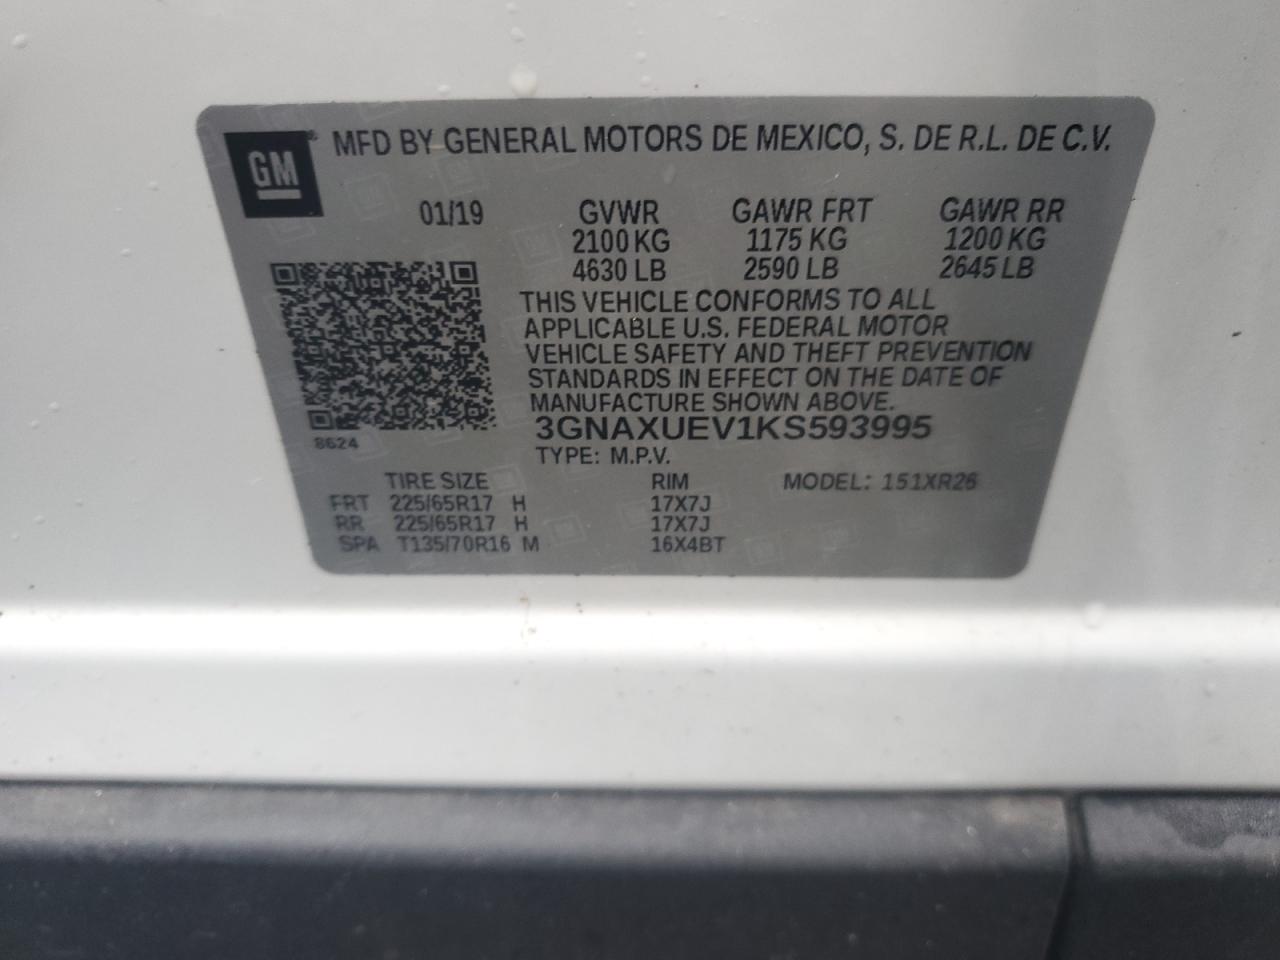 GM
MFD BY GENERAL MOTORS DE MEXICO, S. DE R.L. DE C.V.
01/19 GVWR GAWR FRT GAWR RR
2100 KG 1175 KG 1200 KG
4630 LB 2590 LB 2645 LB
THIS VEHICLE CONFORMS TO ALL
APPLICABLE U.S. FEDERAL MOTOR
VEHICLE SAFETY AND THEFT PREVENTION
STANDARDS IN EFFECT ON THE DATE OF
MANUFACTURE SHOWN ABOVE.
3GNAXUEV1KS593995
8624
TYPE: M.P.V.
TIRE SIZE RIM MODEL: 151XR26
FRT 225/65R17 H 17X7J
RR 225/65R17 H 17X7J
SPA T135/70R16 M 16X4BT